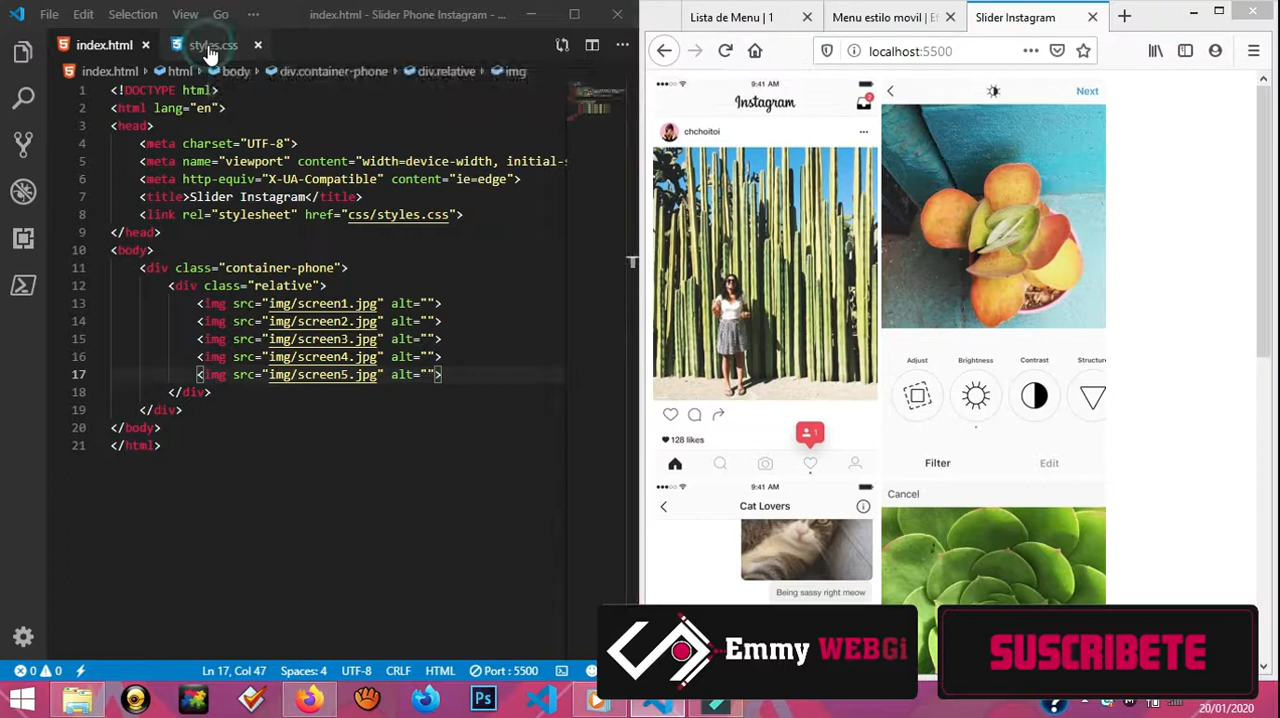 File Edit Selection View Go ··· index.html - Slider Phone Instagram - ...
index.html styles.css
index.html > html > body > div.container-phone > div.relative > img
1 <!DOCTYPE html>
2 <html lang="en">
3 <head>
4 <meta charset="UTF-8">
5 <meta name="viewport" content="width=device-width, initial-s
6 <meta http-equiv="X-UA-Compatible" content="ie=edge">
7 <title>Slider Instagram</title>
8 <link rel="stylesheet" href="css/styles.css">
9 </head>
10 <body>
11 <div class="container-phone">
12 <div class="relative">
13 <img src="img/screen1.jpg" alt="">
14 <img src="img/screen2.jpg" alt="">
15 <img src="img/screen3.jpg" alt="">
16 <img src="img/screen4.jpg" alt="">
17 <img src="img/screen5.jpg" alt="">
18 </div>
19 </div>
20 </body>
21 </html>
0 0 Ln 17, Col 47 Spaces: 4 UTF-8 CRLF HTML Port : 5500
Lista de Menu | 1 Menu estilo movil | Ef Slider Instagram
localhost:5500
9:41 AM
Instagram
chchoitoi
128 likes
1
Next
Adjust Brightness Contrast Structure
Filter Edit
9:41 AM
Cat Lovers
Being sassy right meow
Cancel
Emmy WEBGi
SUSCRIBETE
Ps
20/01/2020